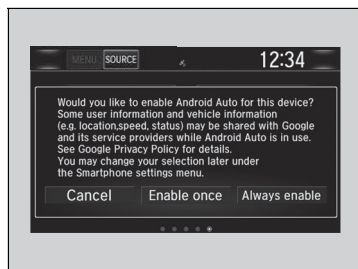 MENU SOURCE 12:34
Would you like to enable Android Auto for this device?
Some user information and vehicle information
(e.g. location,speed, status) may be shared with Google
and its service providers while Android Auto is in use.
See Google Privacy Policy for details.
You may change your selection later under
the Smartphone settings menu.
Cancel Enable once Always enable